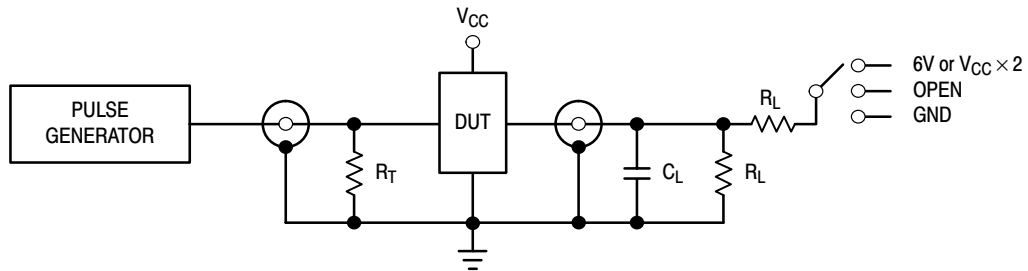 V_CC
6V or V_CC × 2
OPEN
GND
R_L
PULSE
GENERATOR
DUT
R_T
C_L
R_L